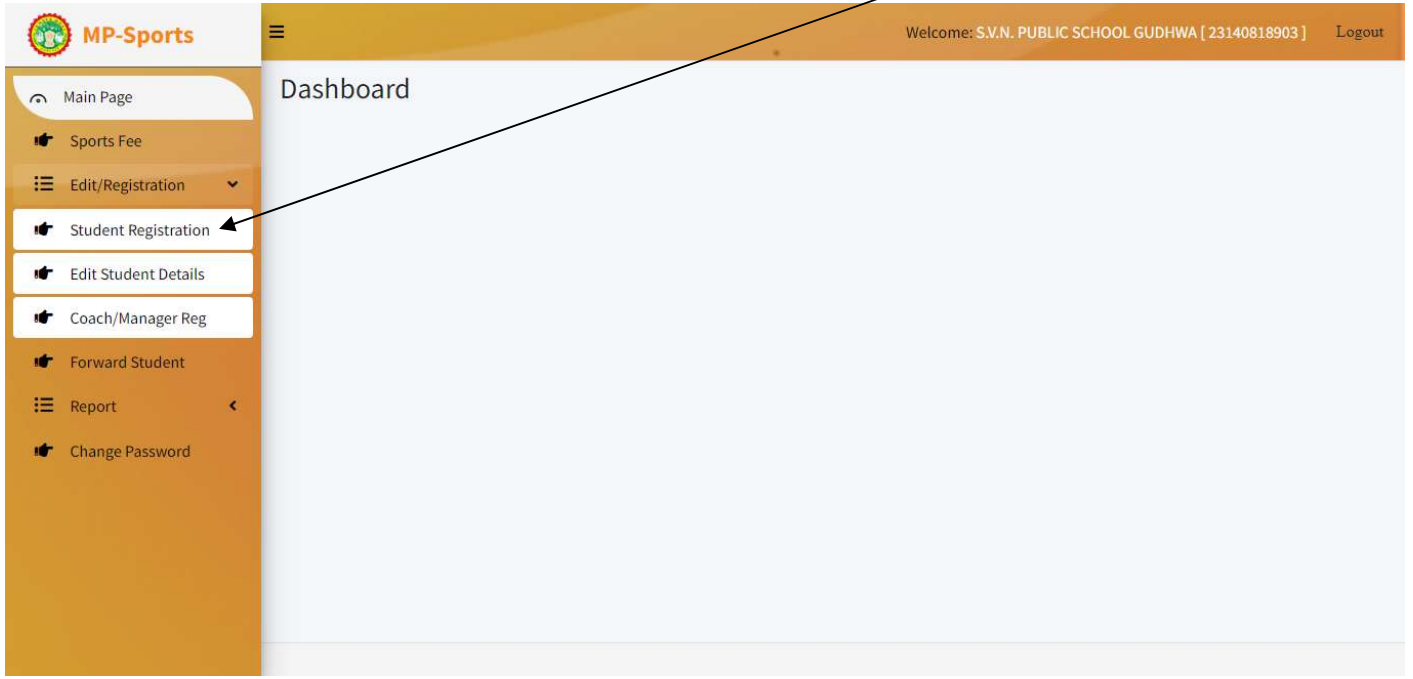 MP-Sports
Welcome: S.V.N. PUBLIC SCHOOL GUDHWA [ 23140818903 ] Logout
Main Page
Dashboard
Sports Fee
Edit/Registration
Student Registration
Edit Student Details
Coach/Manager Reg
Forward Student
Report
Change Password